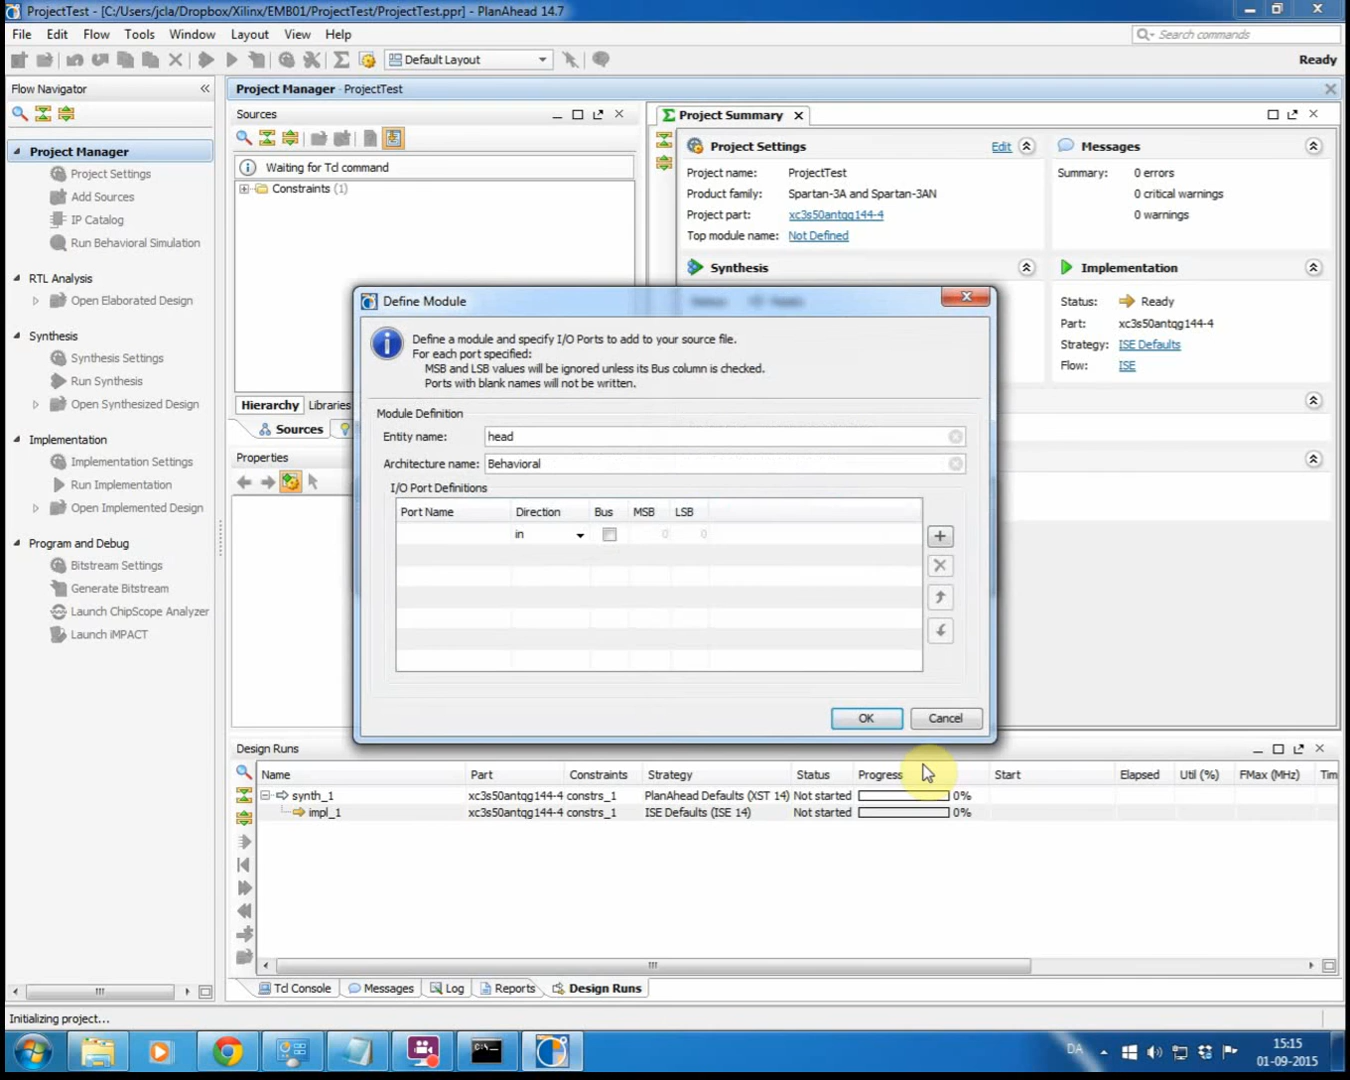 ProjectTest - [C:/Users/jcla/Dropbox/Xilinx/EMB01/ProjectTest/ProjectTest.ppr] - PlanAhead 14.7
File Edit Flow Tools Window Layout View Help
Search commands
Default Layout
Ready
Flow Navigator
Project Manager - ProjectTest
Project Manager
Project Settings
Add Sources
IP Catalog
Run Behavioral Simulation
RTL Analysis
Open Elaborated Design
Synthesis
Synthesis Settings
Run Synthesis
Open Synthesized Design
Implementation
Implementation Settings
Run Implementation
Open Implemented Design
Program and Debug
Bitstream Settings
Generate Bitstream
Launch ChipScope Analyzer
Launch iMPACT
Sources
Waiting for Tcl command
Constraints (1)
Hierarchy Libraries
Sources
Properties
Project Summary
Project Settings Edit
Project name: ProjectTest
Product family: Spartan-3A and Spartan-3AN
Project part: xc3s50antqg144-4
Top module name: Not Defined
Messages
Summary: 0 errors
0 critical warnings
0 warnings
Synthesis
Implementation
Status: Ready
Part: xc3s50antqg144-4
Strategy: ISE Defaults
Flow: ISE
Define Module
Define a module and specify I/O Ports to add to your source file.
For each port specified:
MSB and LSB values will be ignored unless its Bus column is checked.
Ports with blank names will not be written.
Module Definition
Entity name: head
Architecture name: Behavioral
I/O Port Definitions
Port Name Direction Bus MSB LSB
in 0 0
OK Cancel
Design Runs
Name Part Constraints Strategy Status Progress Start Elapsed Util (%) FMax (MHz) Tim
synth_1 xc3s50antqg144-4 constrs_1 PlanAhead Defaults (XST 14) Not started 0%
impl_1 xc3s50antqg144-4 constrs_1 ISE Defaults (ISE 14) Not started 0%
Tcl Console Messages Log Reports Design Runs
Initializing project...
DA
15:15
01-09-2015